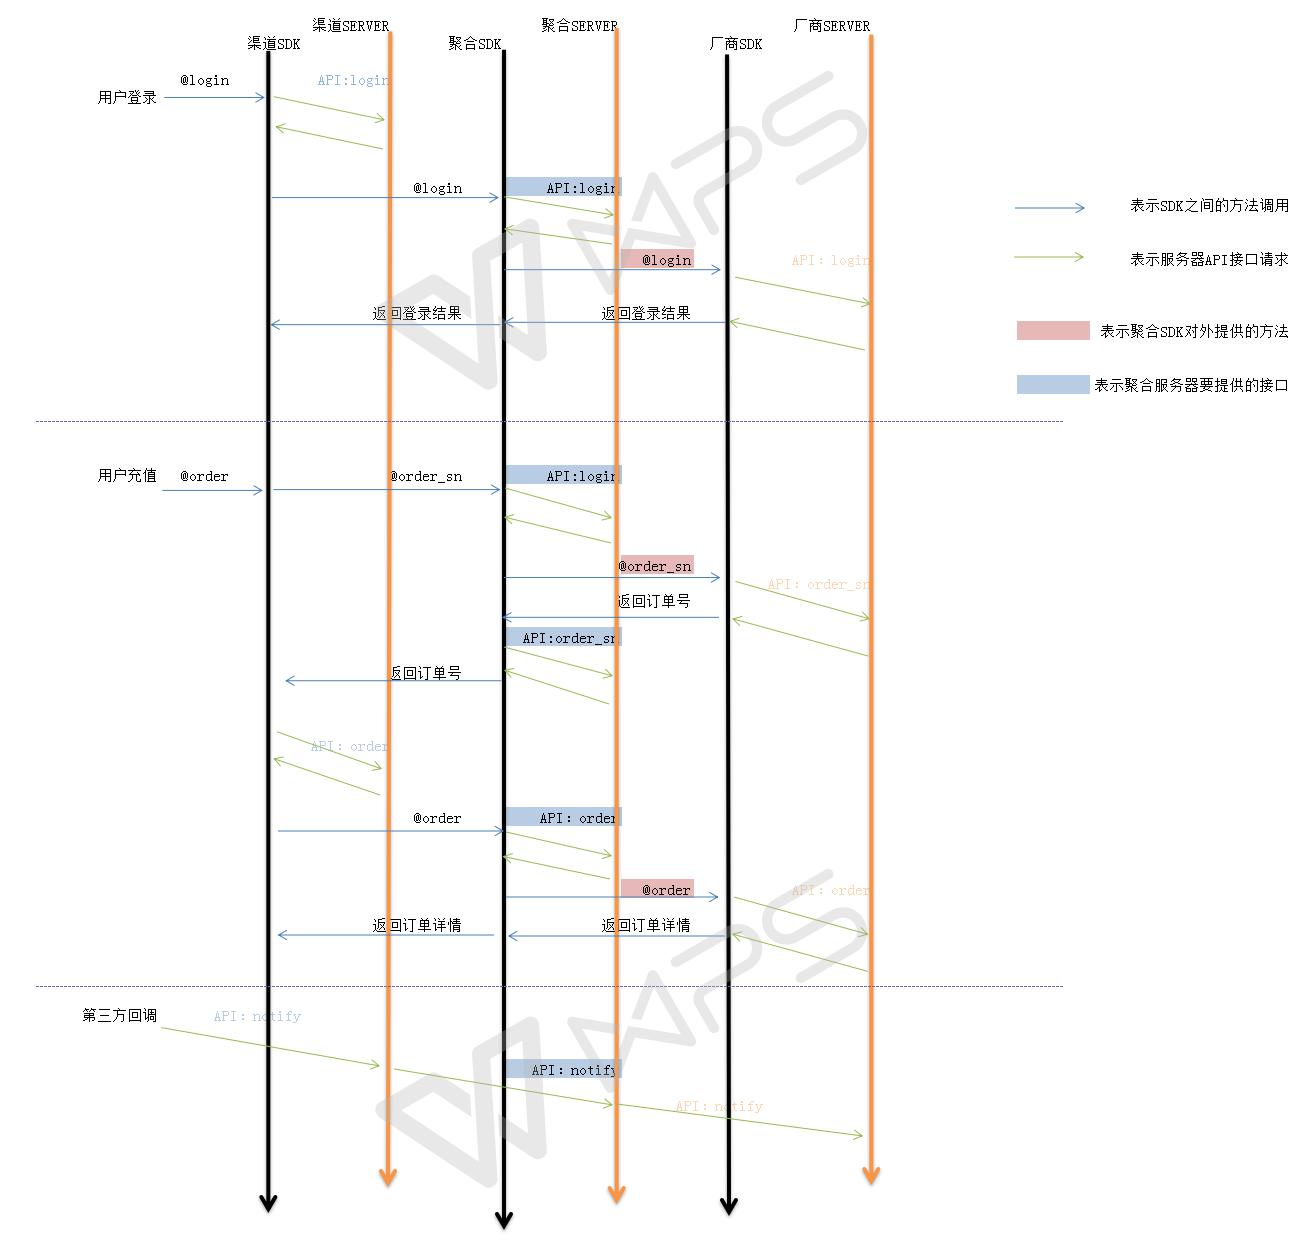 渠道SERVER
聚合SERVER
厂商SERVER
渠道SDK
聚合SDK
厂商SDK
@login
API:login
用户登录
@login
API:login
表示SDK之间的方法调用
@login
API: login
表示服务器API接口请求
返回登录结果
返回登录结果
表示聚合SDK对外提供的方法
表示聚合服务器要提供的接口
用户充值
@order
@order_sn
API:login
@order_sn
API: order_sn
返回订单号
API:order_sn
返回订单号
API: order
@order
API: order
@order
API: order
返回订单详情
返回订单详情
第三方回调
API: notify
API: notify
API: notify
WPS
WPS